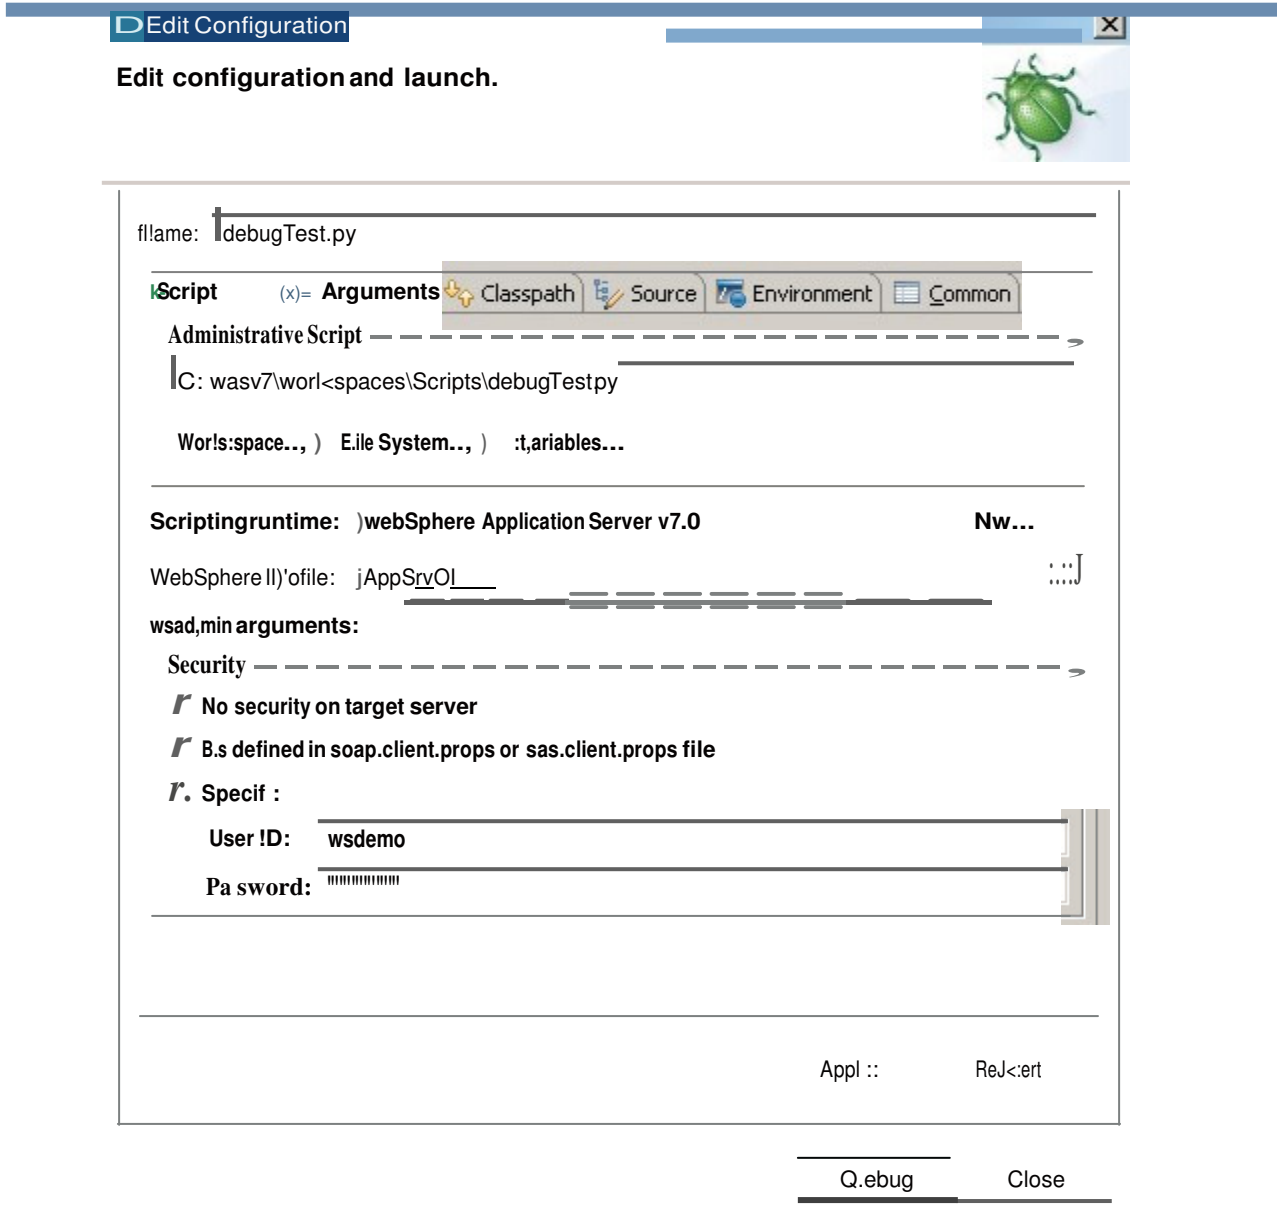 DEdit Configuration
Edit configuration and launch.
fl!ame: debugTest.py
Script (x)= Arguments Classpath Source Environment Common
Administrative Script
C: wasv7\worl<spaces\Scripts\debugTestpy
Wor!s:space.., ) E.ile System.., ) :t,ariables...
Scriptingruntime: )webSphere Application Server v7.0 Nw...
WebSphere ll)'ofile: jAppSrvOl
wsad,min arguments:
Security
r No security on target server
r B.s defined in soap.client.props or sas.client.props file
r. Specif :
User !D: wsdemo
Pa sword: """"""""""
Appl :: ReJ<:ert
Q.ebug Close